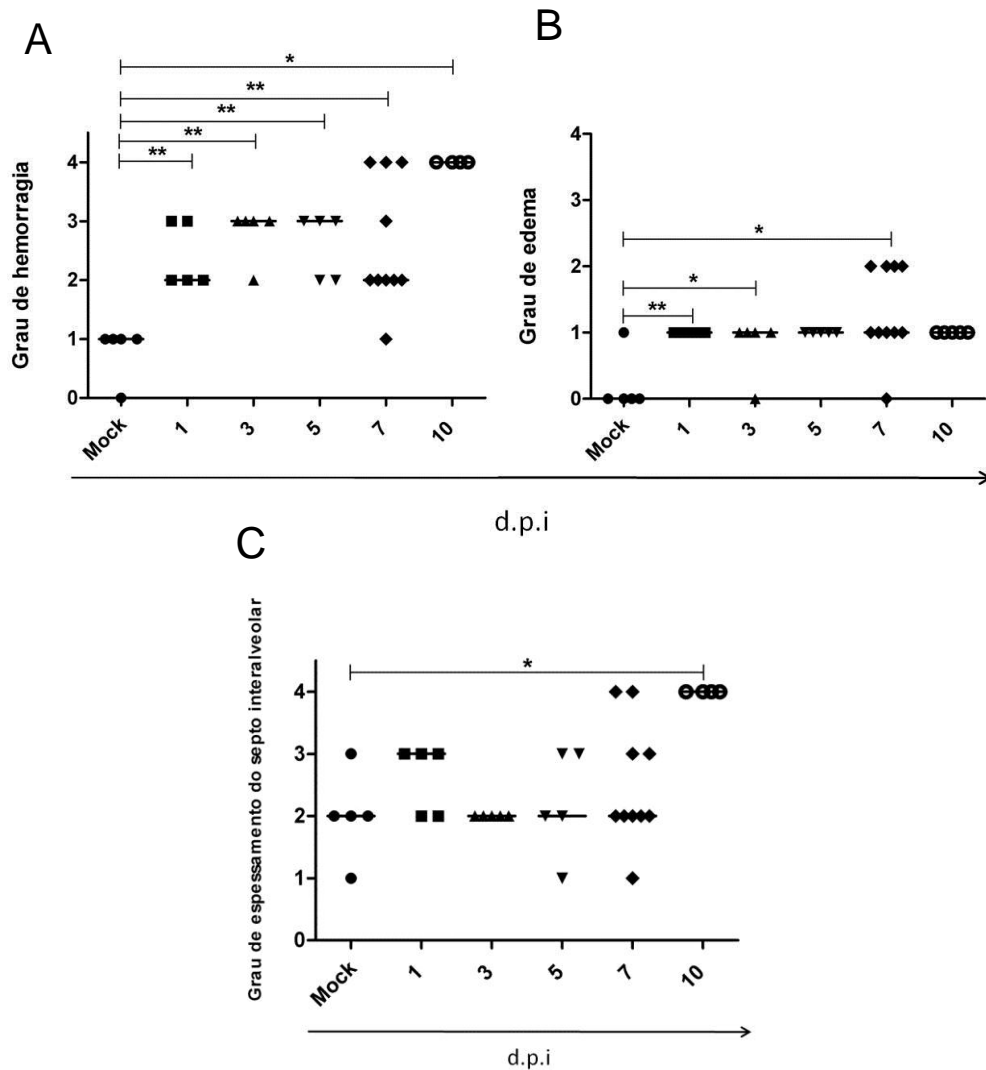 A
*
**
**
**
**
Grau de hemorragia
4
3
2
1
0
Mock 1 3 5 7 10
B
*
*
**
Grau de edema
4
3
2
1
0
Mock 1 3 5 7 10
d.p.i
C
*
Grau de espessamento do septo interalveolar
4
3
2
1
0
Mock 1 3 5 7 10
d.p.i